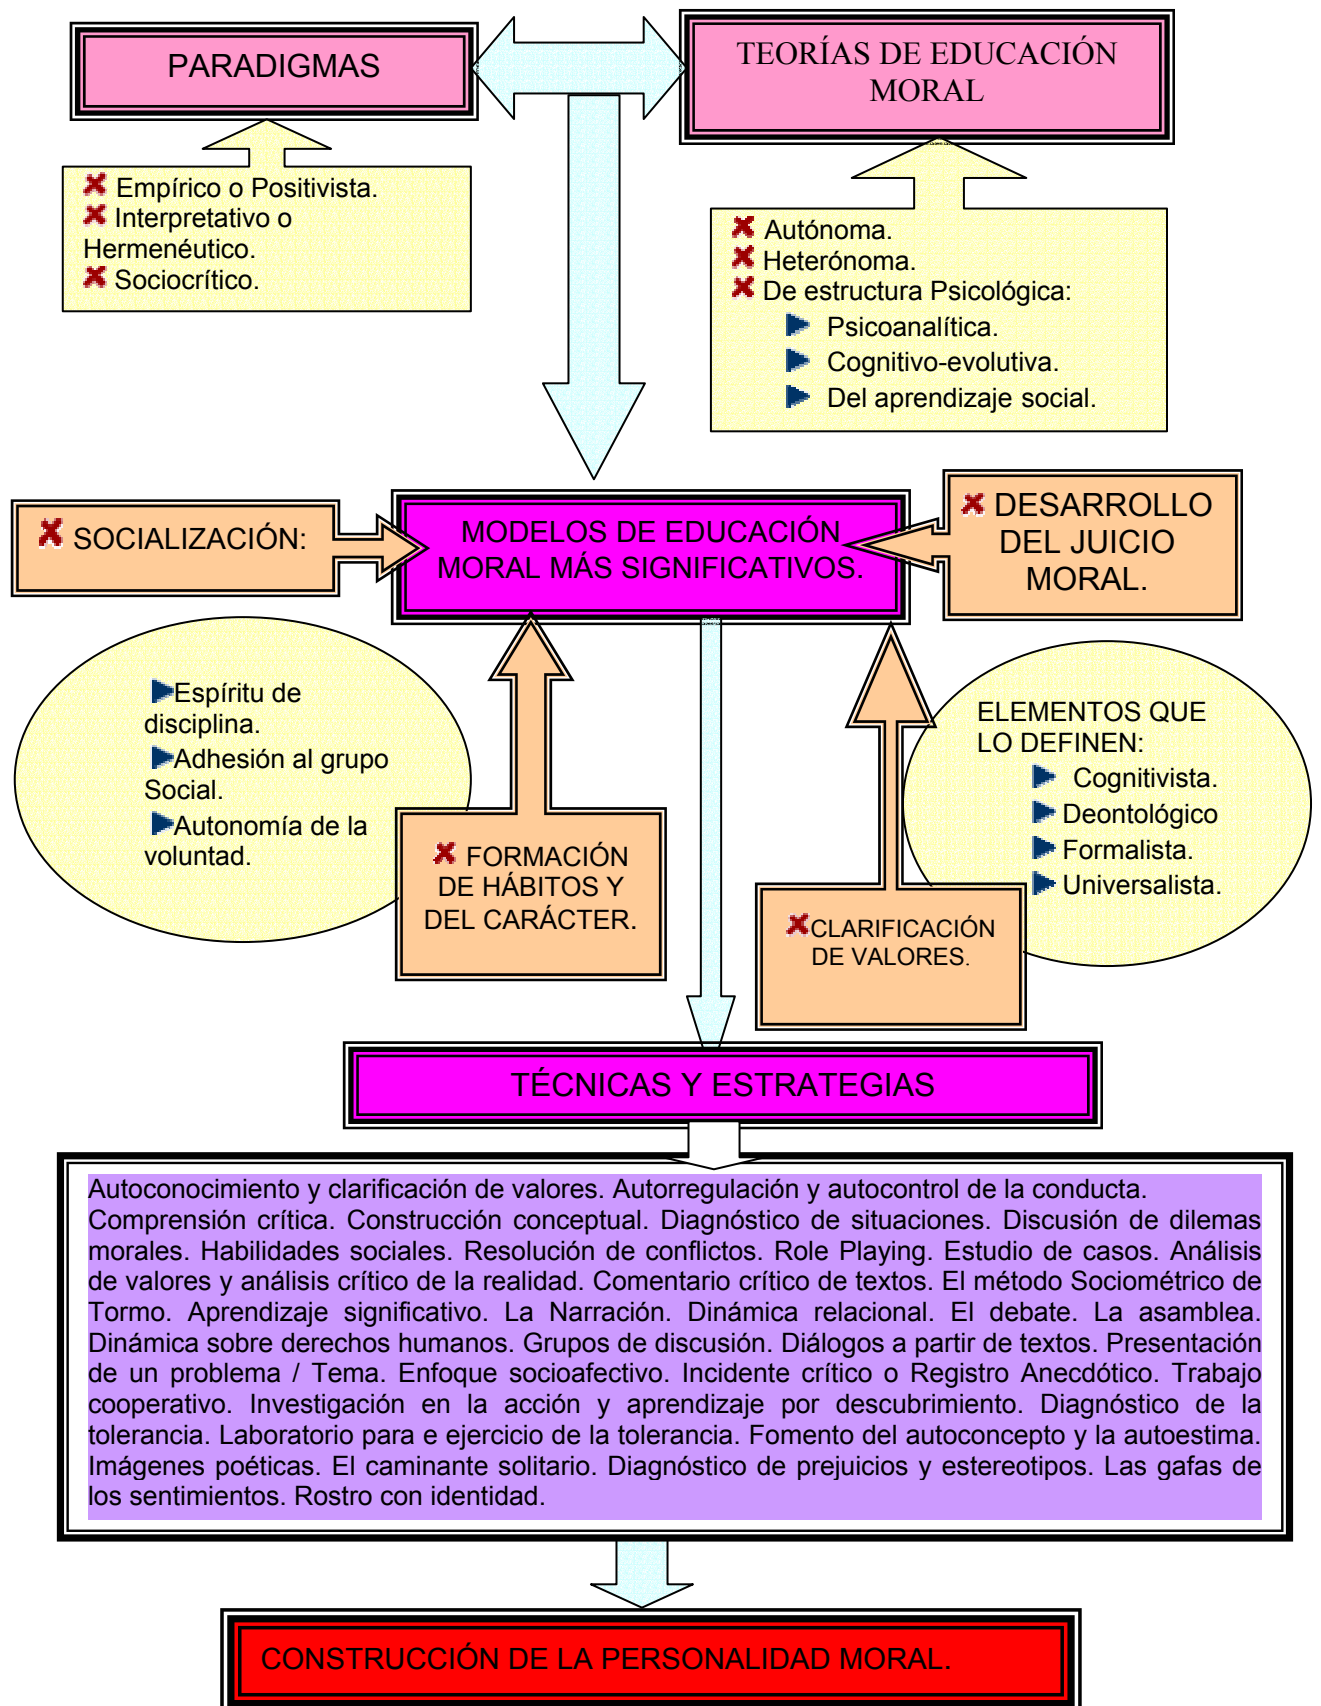 PARADIGMAS
TEORÍAS DE EDUCACIÓN
MORAL
Empírico o Positivista.
Interpretativo o
Hermenéutico.
Sociocrítico.
Autónoma.
Heterónoma.
De estructura Psicológica:
Psicoanalítica.
Cognitivo-evolutiva.
Del aprendizaje social.
SOCIALIZACIÓN:
MODELOS DE EDUCACIÓN
MORAL MÁS SIGNIFICATIVOS.
DESARROLLO
DEL JUICIO
MORAL.
Espíritu de
disciplina.
Adhesión al grupo
Social.
Autonomía de la
voluntad.
FORMACIÓN
DE HÁBITOS Y
DEL CARÁCTER.
CLARIFICACIÓN
DE VALORES.
ELEMENTOS QUE
LO DEFINEN:
Cognitivista.
Deontológico
Formalista.
Universalista.
TÉCNICAS Y ESTRATEGIAS
Autoconocimiento y clarificación de valores. Autorregulación y autocontrol de la conducta.
Comprensión crítica. Construcción conceptual. Diagnóstico de situaciones. Discusión de dilemas
morales. Habilidades sociales. Resolución de conflictos. Role Playing. Estudio de casos. Análisis
de valores y análisis crítico de la realidad. Comentario crítico de textos. El método Sociométrico de
Tormo. Aprendizaje significativo. La Narración. Dinámica relacional. El debate. La asamblea.
Dinámica sobre derechos humanos. Grupos de discusión. Diálogos a partir de textos. Presentación
de un problema / Tema. Enfoque socioafectivo. Incidente crítico o Registro Anecdótico. Trabajo
cooperativo. Investigación en la acción y aprendizaje por descubrimiento. Diagnóstico de la
tolerancia. Laboratorio para e ejercicio de la tolerancia. Fomento del autoconcepto y la autoestima.
Imágenes poéticas. El caminante solitario. Diagnóstico de prejuicios y estereotipos. Las gafas de
los sentimientos. Rostro con identidad.
CONSTRUCCIÓN DE LA PERSONALIDAD MORAL.